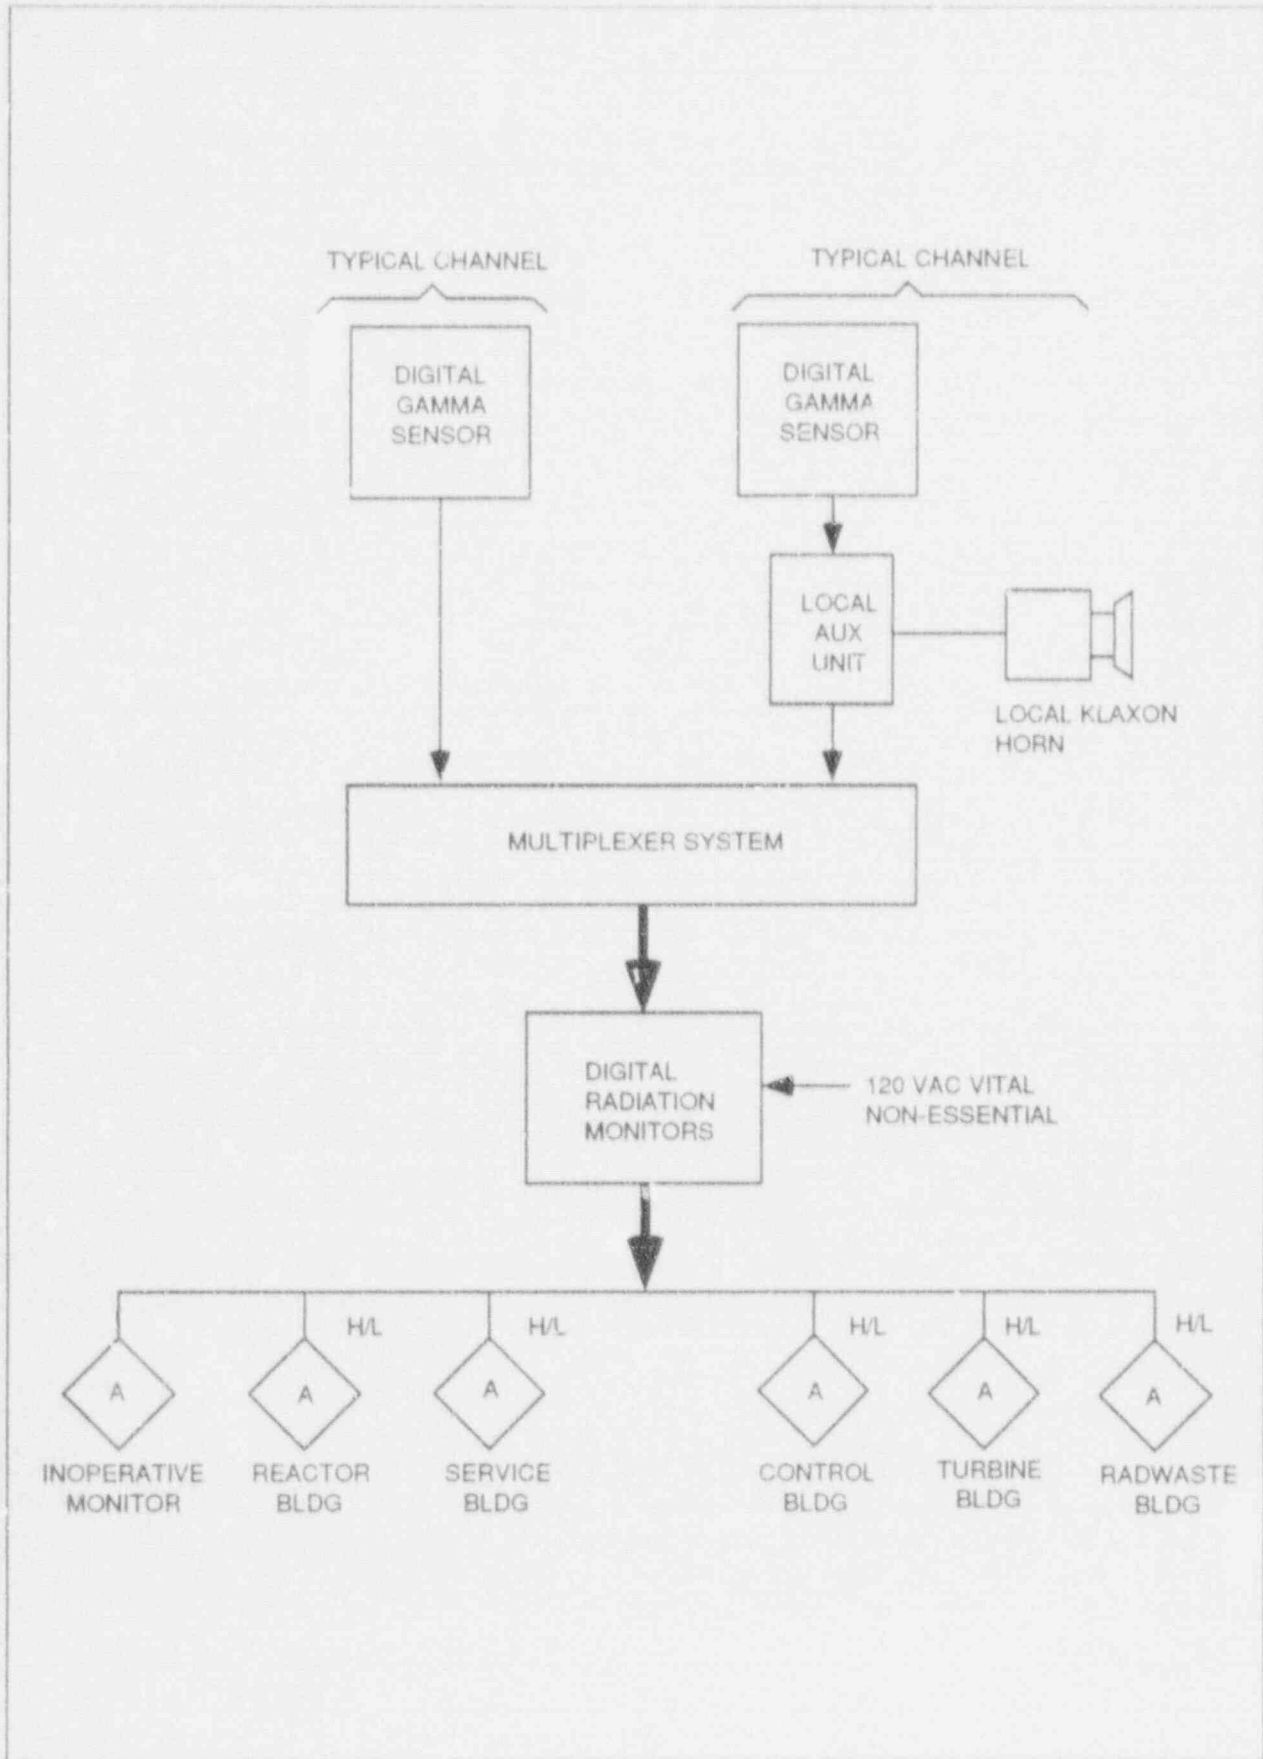 TYPICAL CHANNEL
TYPICAL CHANNEL
DIGITAL
GAMMA
SENSOR
DIGITAL
GAMMA
SENSOR
LOCAL
AUX
UNIT
LOCAL KLAXON
HORN
MULTIPLEXER SYSTEM
DIGITAL
RADIATION
MONITORS
120 VAC VITAL
NON-ESSENTIAL
H/L
H/L
H/L
H/L
H/L
A
A
A
A
A
A
INOPERATIVE
MONITOR
REACTOR
BLDG
SERVICE
BLDG
CONTROL
BLDG
TURBINE
BLDG
RADWASTE
BLDG